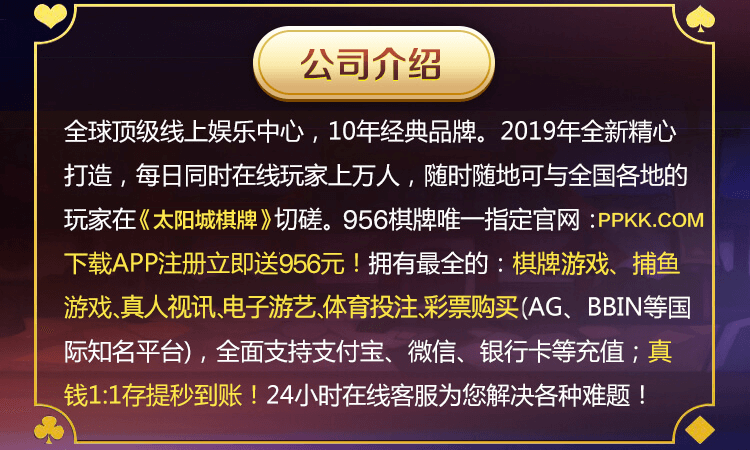 公司介绍
全球顶级线上娱乐中心，10年经典品牌。2019年全新精心
打造，每日同时在线玩家上万人，随时随地可与全国各地的
玩家在《太阳城棋牌》切磋。956棋牌唯一指定官网：PPKK.COM
下载APP注册立即送956元！拥有最全的：棋牌游戏、捕鱼
游戏、真人视讯、电子游艺、体育投注、彩票购买(AG、BBIN等国
际知名平台)，全面支持支付宝、微信、银行卡等充值；真
钱1:1存提秒到账！24小时在线客服为您解决各种难题！